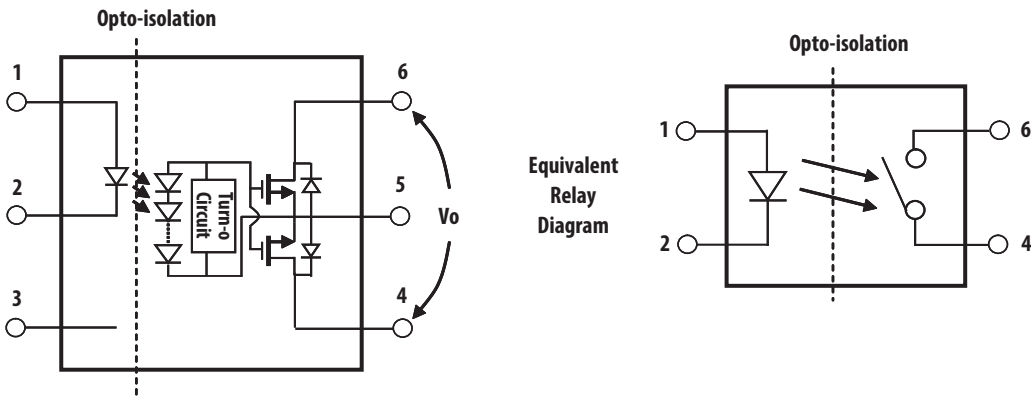 Opto-isolation
1
2
3
Turn-o
Circuit
6
5
4
Vo
Equivalent
Relay
Diagram
Opto-isolation
1
2
6
4